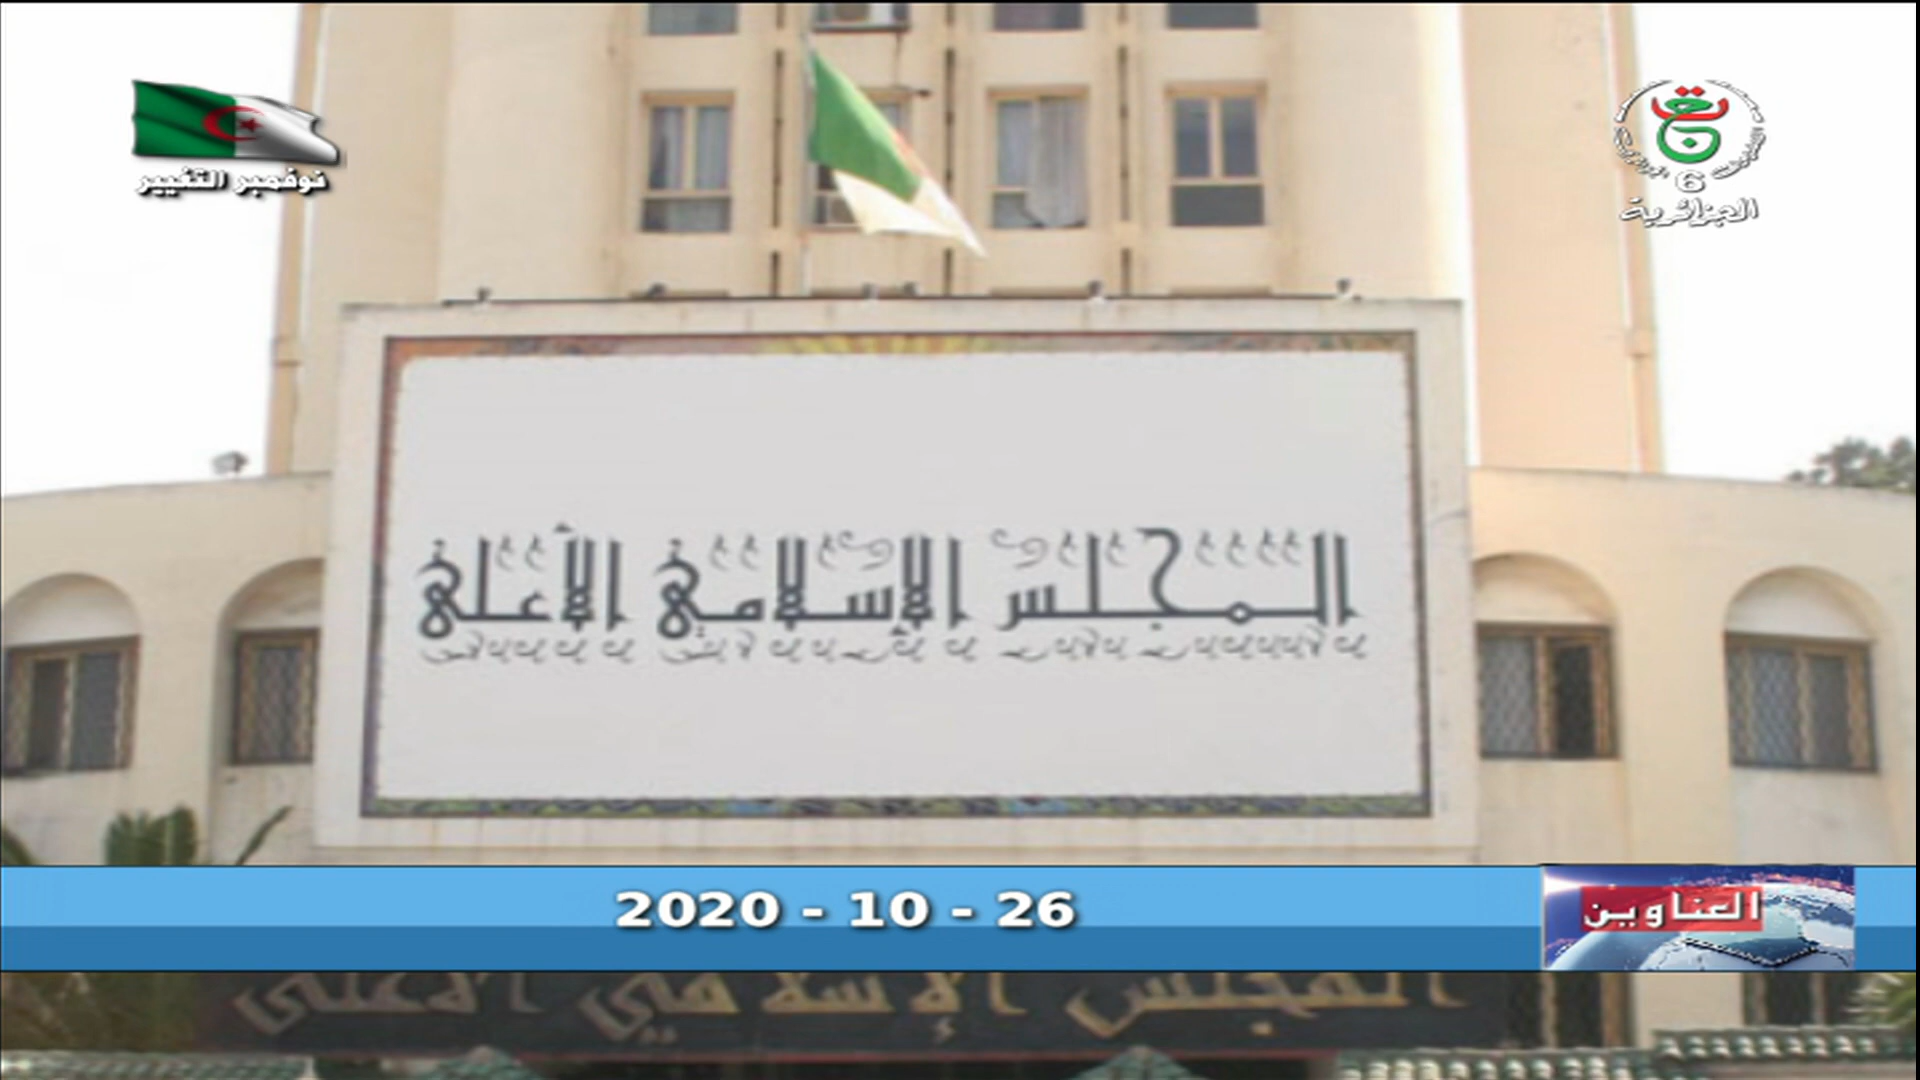 نوفمبر التغيير
6
الجزائرية
المجلس الإسلامي الأعلى
2020 - 10 - 26
العناوين
المجلس الإسلامي الأعلى